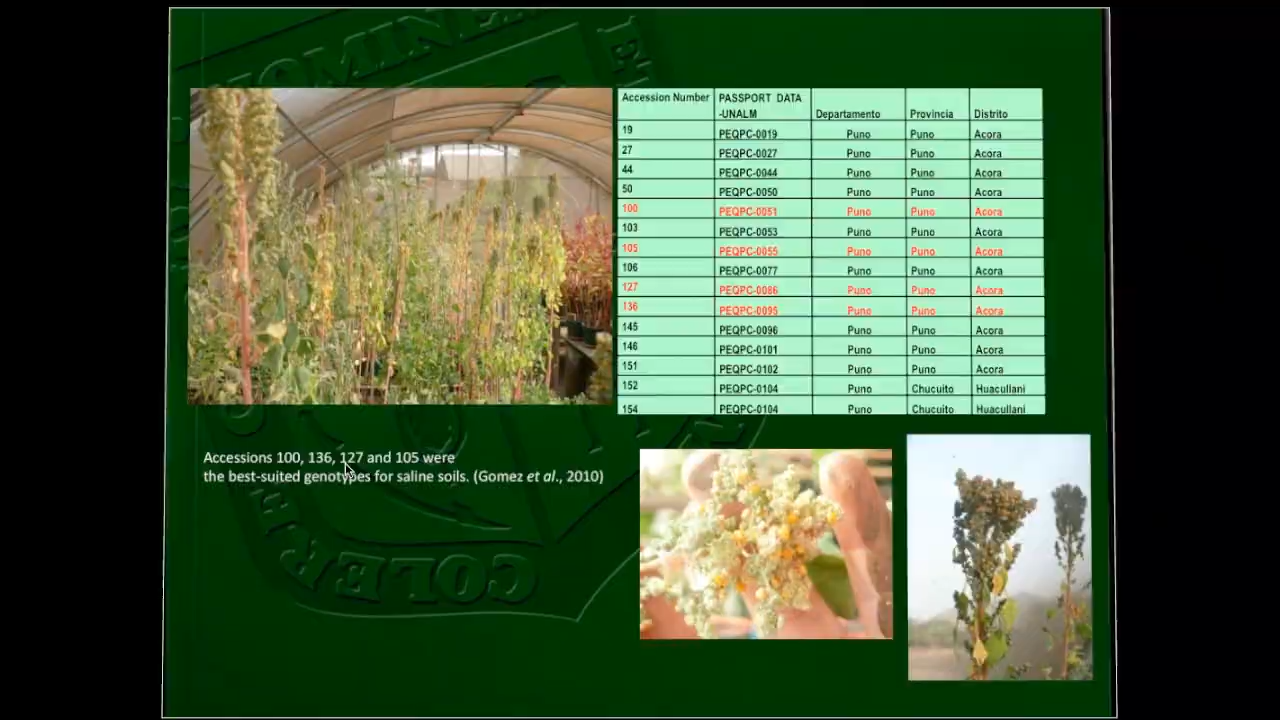 Accession Number PASSPORT DATA -UNALM Departamento Provincia Distrito
19 PEQPC-0019 Puno Puno Acora
27 PEQPC-0027 Puno Puno Acora
44 PEQPC-0044 Puno Puno Acora
50 PEQPC-0050 Puno Puno Acora
100 PEQPC-0051 Puno Puno Acora
103 PEQPC-0053 Puno Puno Acora
105 PEQPC-0055 Puno Puno Acora
106 PEQPC-0077 Puno Puno Acora
127 PEQPC-0086 Puno Puno Acora
136 PEQPC-0095 Puno Puno Acora
145 PEQPC-0096 Puno Puno Acora
146 PEQPC-0101 Puno Puno Acora
151 PEQPC-0102 Puno Puno Acora
152 PEQPC-0104 Puno Chucuito Huacullani
154 PEQPC-0104 Puno Chucuito Huacullani
Accessions 100, 136, 127 and 105 were
the best-suited genotypes for saline soils. (Gomez et al., 2010)